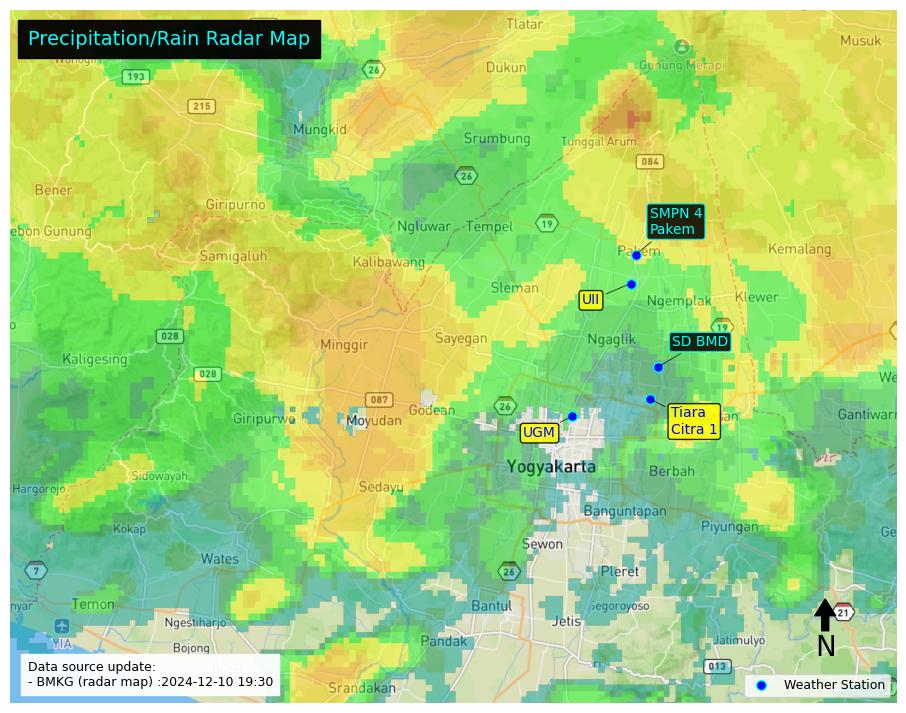 Precipitation/Rain Radar Map
Tlatar
Musuk
Dukun
Gunung Merapi
26
193
215
Mungkid
Srumbung
Tunggal Arum
084
26
Bener
Giripurno
SMPN 4
Pakem
Ngluwar
Tempel
19
ebon Gunung
Samigaluh
Kalibawang
Pakem
Kemalang
Sleman
UII
Ngemplak
Klewer
19
028
Minggir
Sayegan
Ngaglik
SD BMD
Kaligesing
028
We
087
Godean
26
Giripurwo
Moyudan
Tiara
Citra 1
an
Gantiwarn
UGM
Yogyakarta
Berbah
Hargorojo
Sidowayah
Sedayu
Banguntapan
Piyungan
Kokap
Ge
Wates
Sewon
7
26
Pleret
nyar
Temon
Bantul
Segoroyoso
21
YIA
Ngestiharjo
Jetis
N
Bojong
Pandak
Jatimulyo
013
Data source update:
- BMKG (radar map) :2024-12-10 19:30
Srandakan
Weather Station